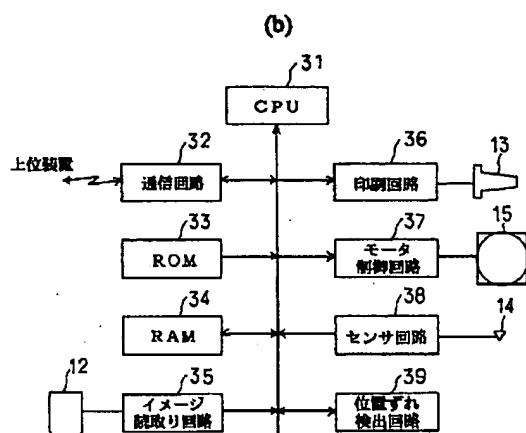 (b)
31
CPU
32
上位装置
通信回路
36
印刷回路
13
33
ROM
37
モータ
制御回路
15
34
RAM
38
センサ回路
14
12
35
イメージ
読取り回路
39
位置ずれ
検出回路